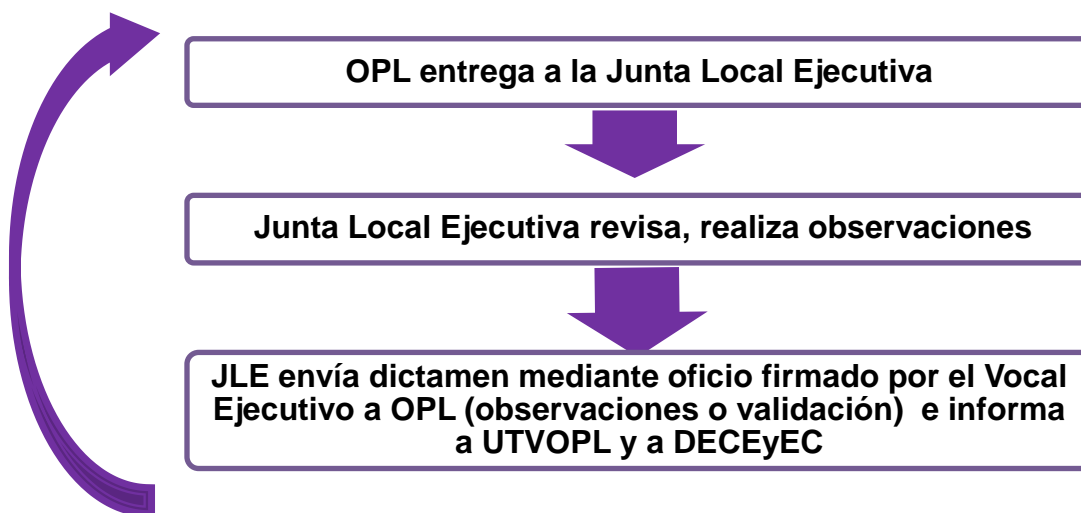 OPL entrega a la Junta Local Ejecutiva
Junta Local Ejecutiva revisa, realiza observaciones
JLE envía dictamen mediante oficio firmado por el Vocal
Ejecutivo a OPL (observaciones o validación)  e informa
a UTVOPL y a DECEyEC